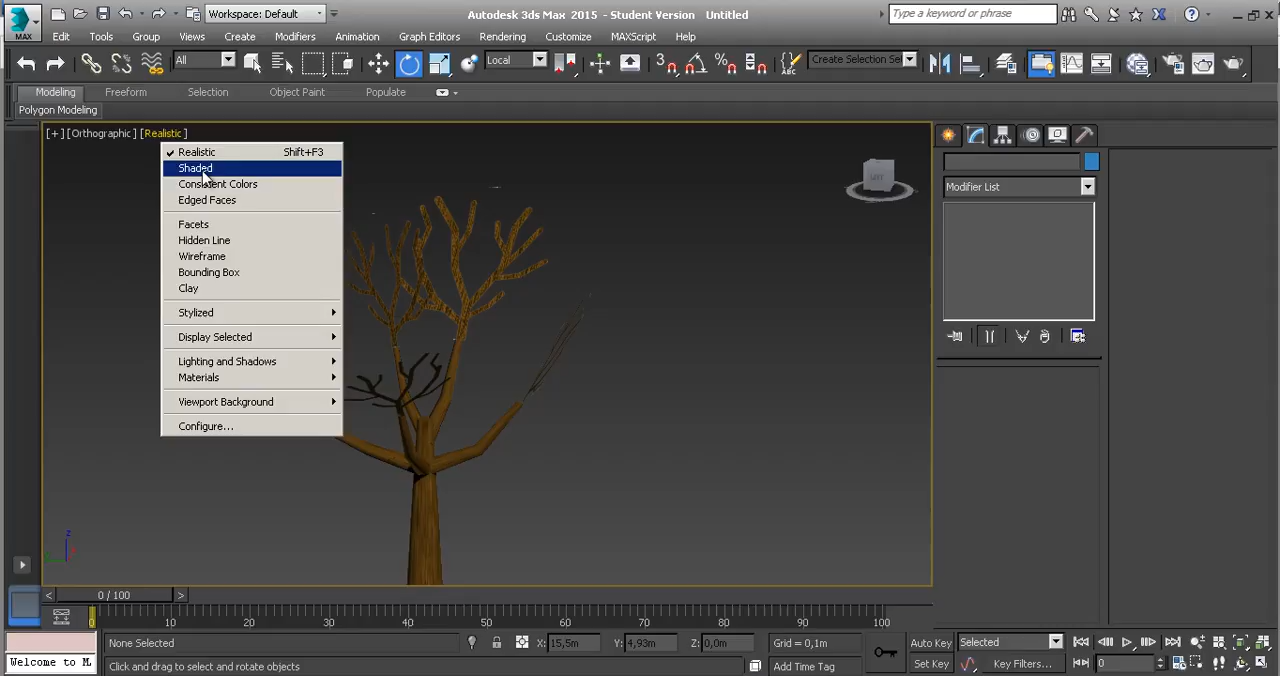 Workspace: Default
Autodesk 3ds Max 2015 - Student Version Untitled
Type a keyword or phrase
MAX
Edit Tools Group Views Create Modifiers Animation Graph Editors Rendering Customize MAXScript Help
All Local Create Selection Se
Modeling Freeform Selection Object Paint Populate
Polygon Modeling
[+] [Orthographic] [Realistic]
Realistic Shift+F3
Shaded
Consistent Colors
Edged Faces
Facets
Hidden Line
Wireframe
Bounding Box
Clay
Stylized
Display Selected
Lighting and Shadows
Materials
Viewport Background
Configure...
Modifier List
z
< 0 / 100 >
0 10 20 30 40 50 60 70 80 90 100
None Selected X: 15,5m Y: 4,93m Z: 0,0m Grid = 0,1m Auto Key Selected
Welcome to M Click and drag to select and rotate objects Add Time Tag Set Key Key Filters... 0